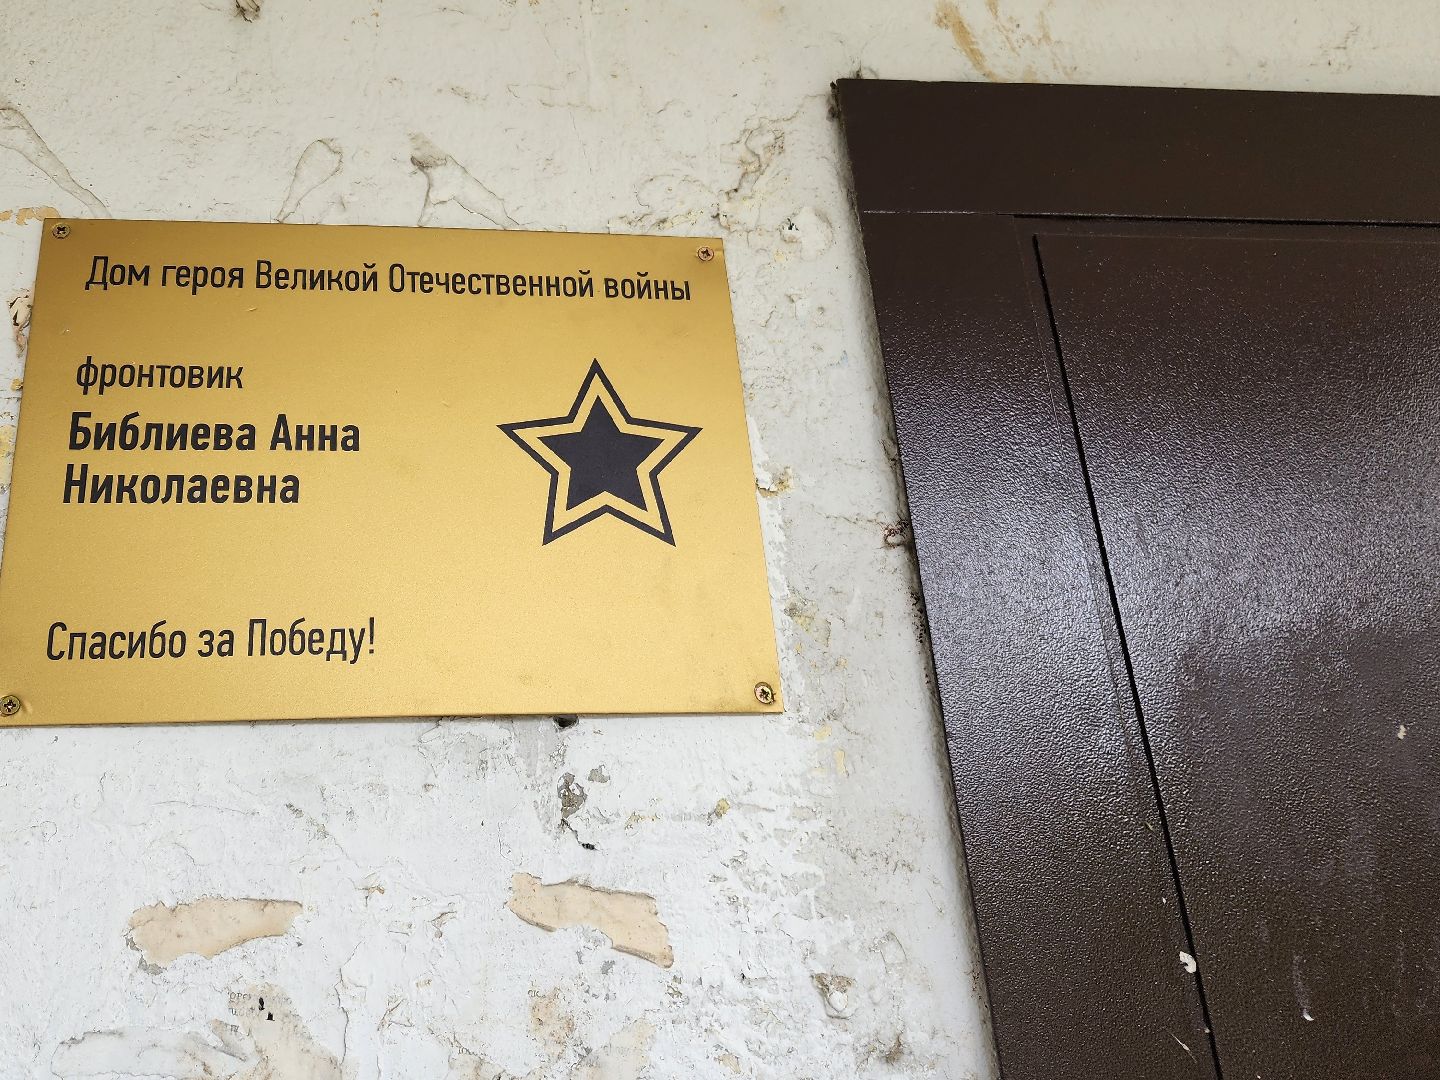 Дом героя Великой Отечественной войны
фронтовик
Библиева Анна
Николаевна
Спасибо за Победу!